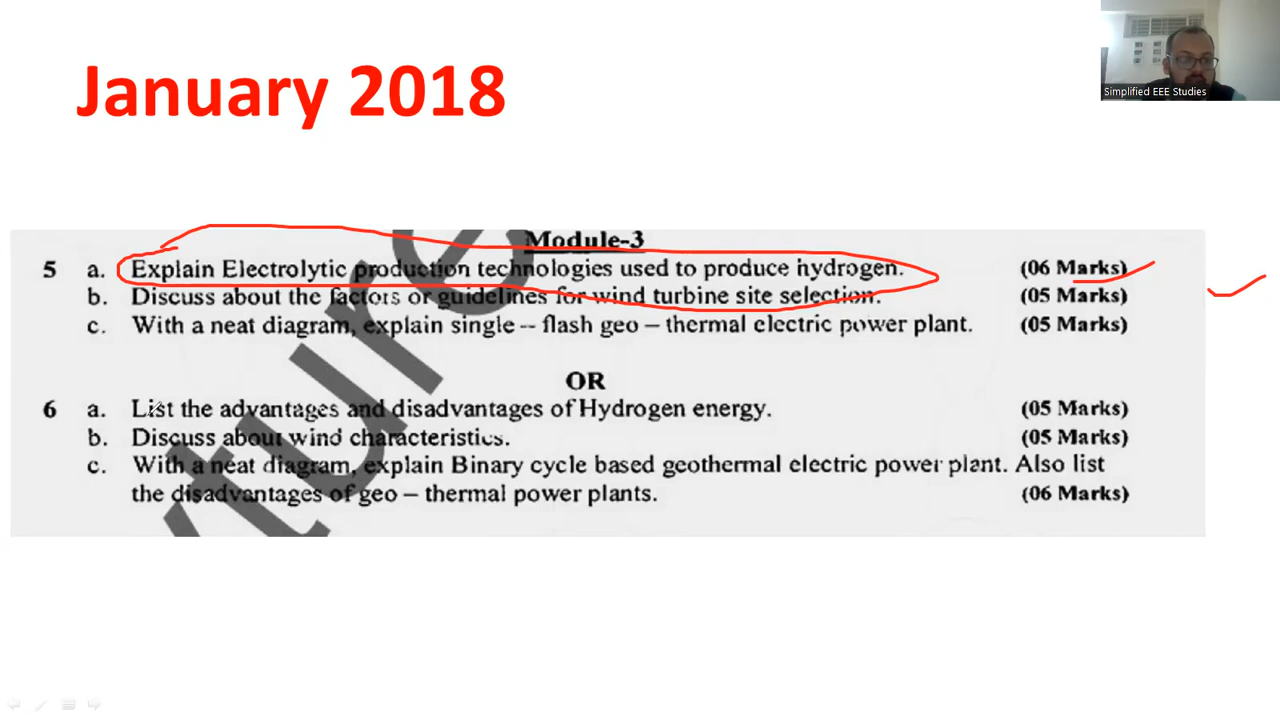 January 2018
Simplified EEE Studies
Module-3
5 a. Explain Electrolytic production technologies used to produce hydrogen. (06 Marks)
b. Discuss about the factors or guidelines for wind turbine site selection. (05 Marks)
c. With a neat diagram, explain single -- flash geo – thermal electric power plant. (05 Marks)
OR
6 a. List the advantages and disadvantages of Hydrogen energy. (05 Marks)
b. Discuss about wind characteristics. (05 Marks)
c. With a neat diagram, explain Binary cycle based geothermal electric power plant. Also list
the disadvantages of geo – thermal power plants. (06 Marks)